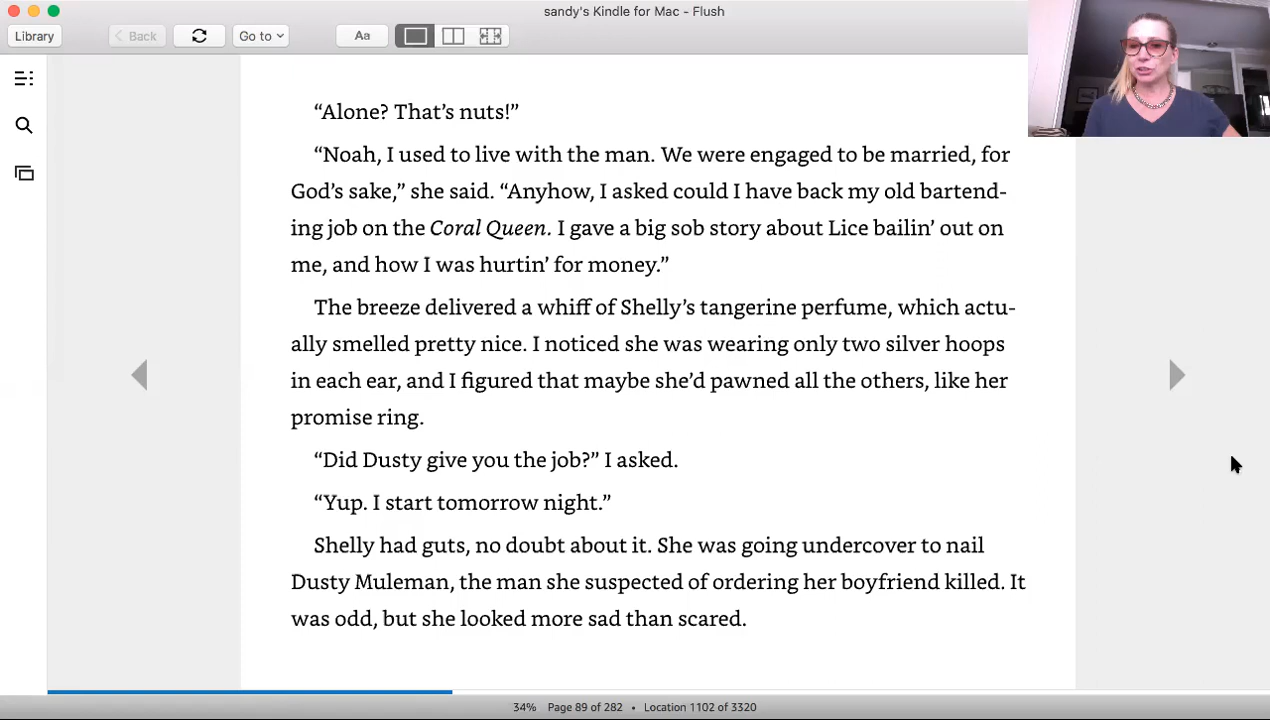 sandy's Kindle for Mac - Flush
Library
Back
Go to
Aa
“Alone? That’s nuts!”
“Noah, I used to live with the man. We were engaged to be married, for
God’s sake,” she said. “Anyhow, I asked could I have back my old bartend-
ing job on the Coral Queen. I gave a big sob story about Lice bailin’ out on
me, and how I was hurtin’ for money.”
The breeze delivered a whiff of Shelly’s tangerine perfume, which actu-
ally smelled pretty nice. I noticed she was wearing only two silver hoops
in each ear, and I figured that maybe she’d pawned all the others, like her
promise ring.
“Did Dusty give you the job?” I asked.
“Yup. I start tomorrow night.”
Shelly had guts, no doubt about it. She was going undercover to nail
Dusty Muleman, the man she suspected of ordering her boyfriend killed. It
was odd, but she looked more sad than scared.
34% Page 89 of 282 • Location 1102 of 3320